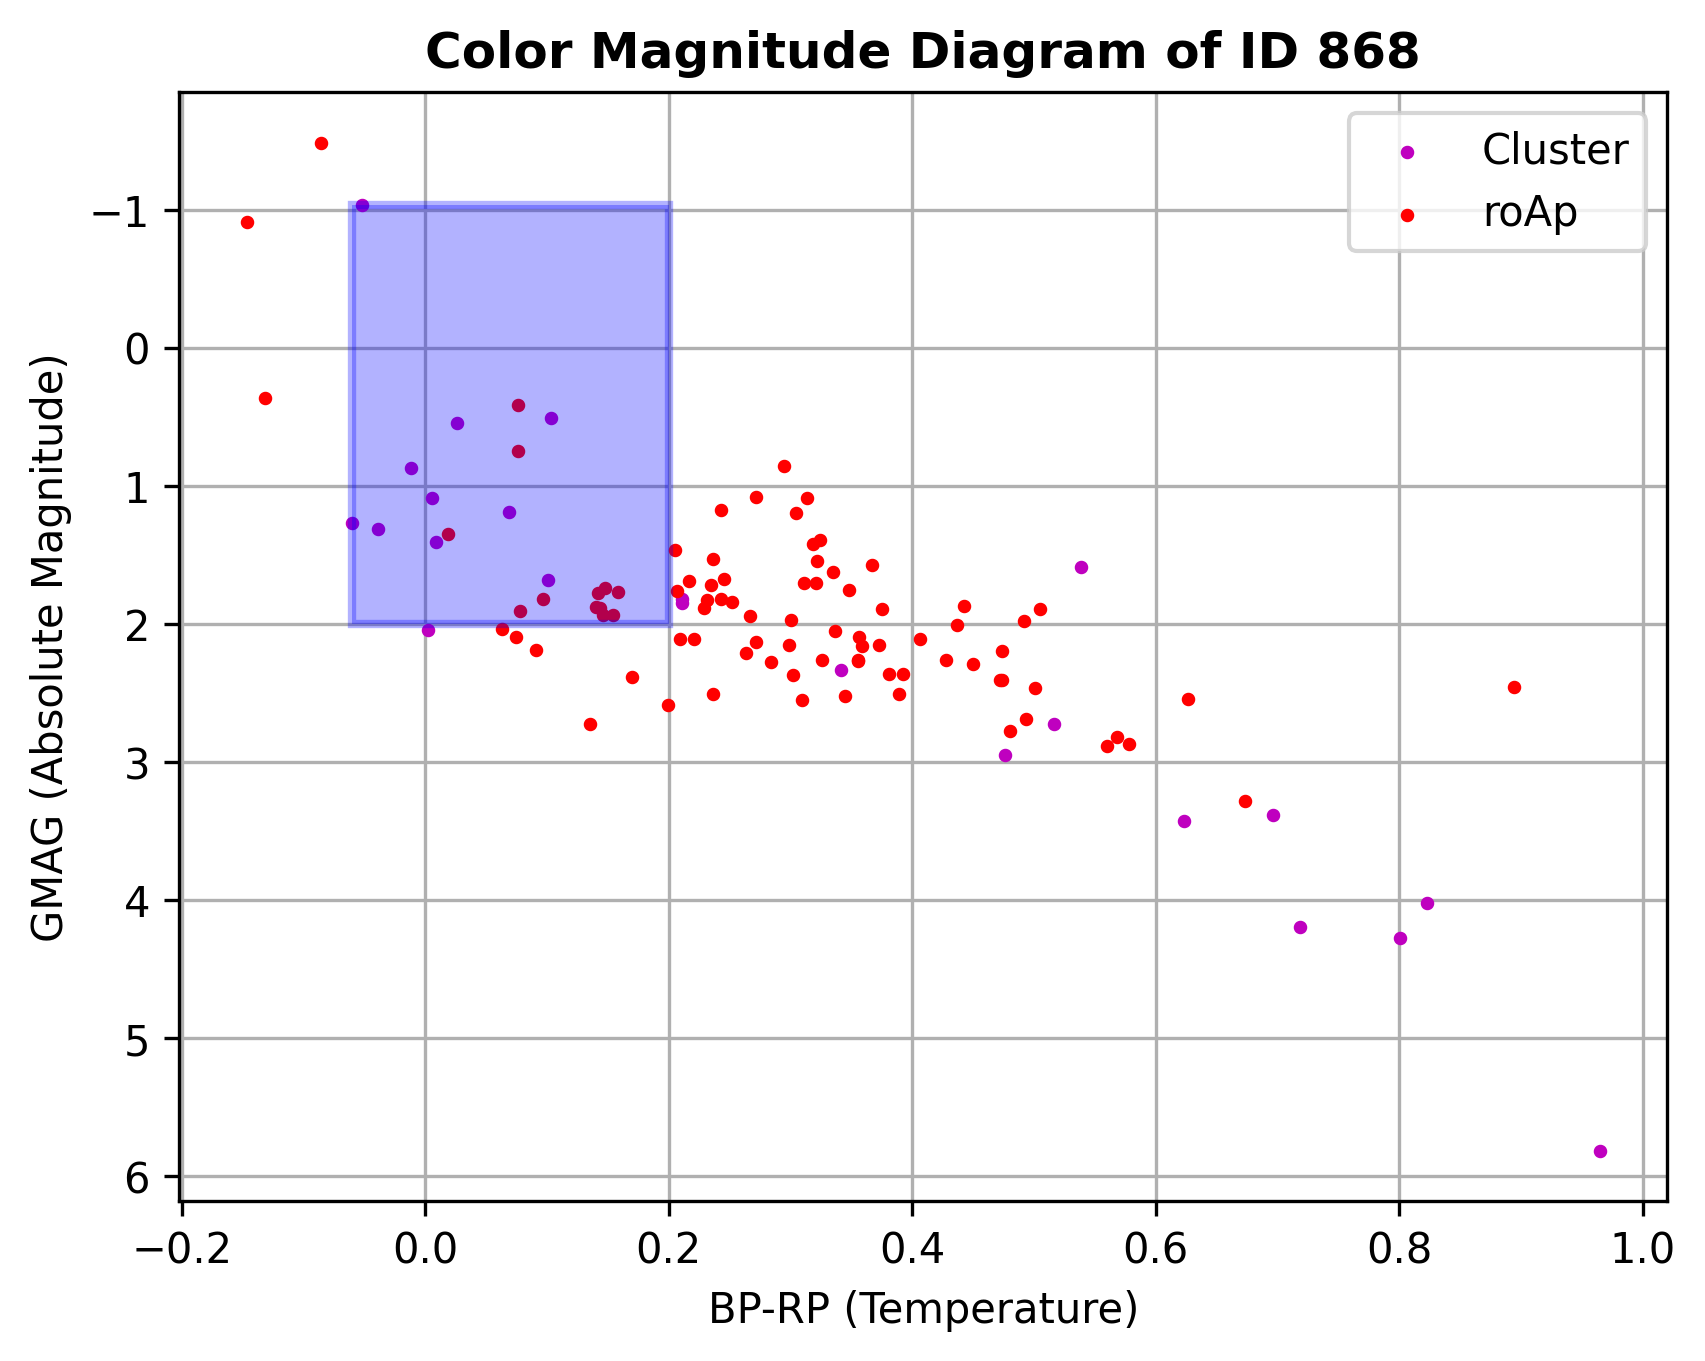 Color Magnitude Diagram of ID 868
Cluster
roAp
GMAG (Absolute Magnitude)
−1
0
1
2
3
4
5
6
−0.2 0.0 0.2 0.4 0.6 0.8 1.0
BP-RP (Temperature)